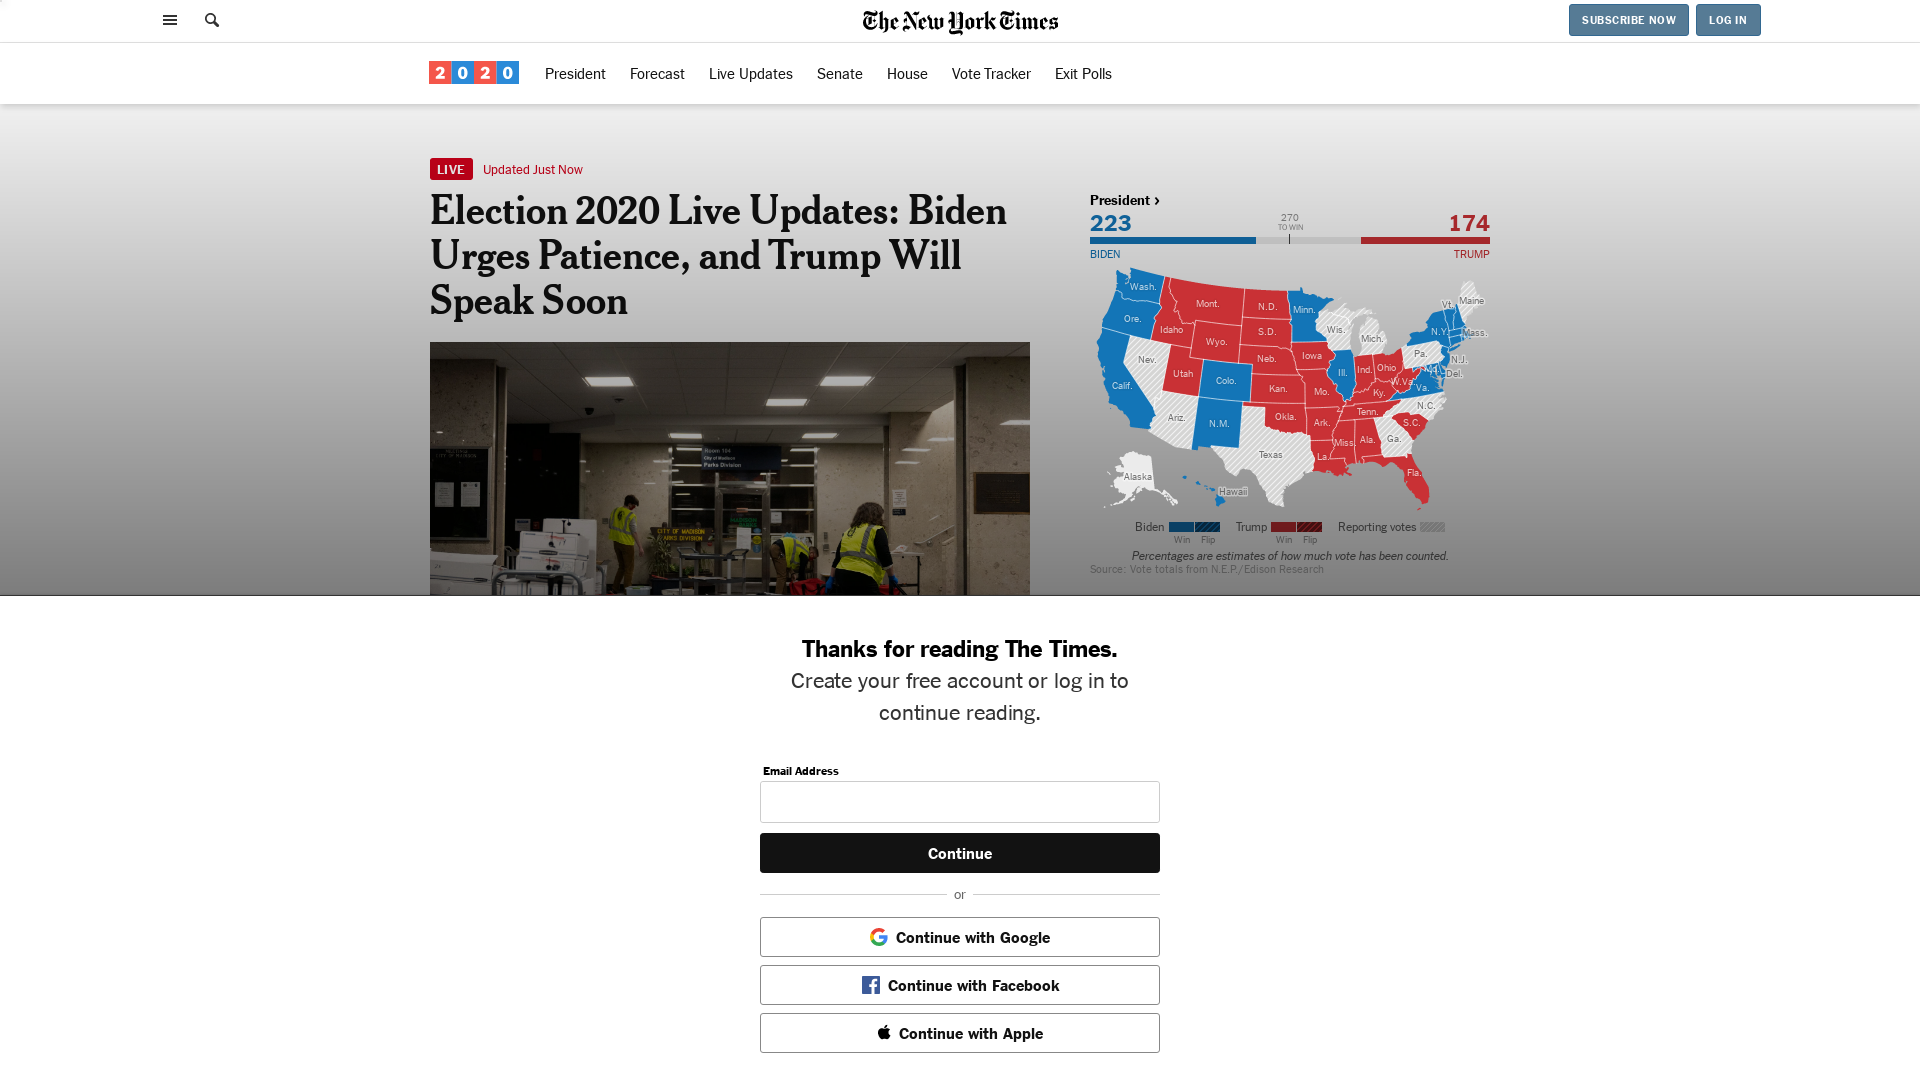 The New York Times
SUBSCRIBE NOW
LOG IN
2020
President
Forecast
Live Updates
Senate
House
Vote Tracker
Exit Polls
LIVE
Updated Just Now
Election 2020 Live Updates: Biden
Urges Patience, and Trump Will
Speak Soon
Room 104
City of Madison
Parks Division
CITY OF MADISON
PARKS DIVISION
President ›
223
270
TO WIN
174
BIDEN
TRUMP
Wash.
Mont.
N.D.
Minn.
Vt.
Maine
Ore.
Idaho
S.D.
Wis.
Mich.
N.Y.
Mass.
Wyo.
Nev.
Neb.
Iowa
Pa.
N.J.
Utah
Colo.
Ill.
Ind.
Ohio
Md.
Del.
Calif.
Kan.
Mo.
Ky.
W.Va.
Va.
Ariz.
N.M.
Okla.
Ark.
Tenn.
N.C.
Texas
La.
Miss.
Ala.
Ga.
S.C.
Fla.
Alaska
Hawaii
Biden
Win
Flip
Trump
Win
Flip
Reporting votes
Percentages are estimates of how much vote has been counted.
Source: Vote totals from N.E.P./Edison Research
Thanks for reading The Times.
Create your free account or log in to
continue reading.
Email Address
Continue
or
Continue with Google
Continue with Facebook
Continue with Apple